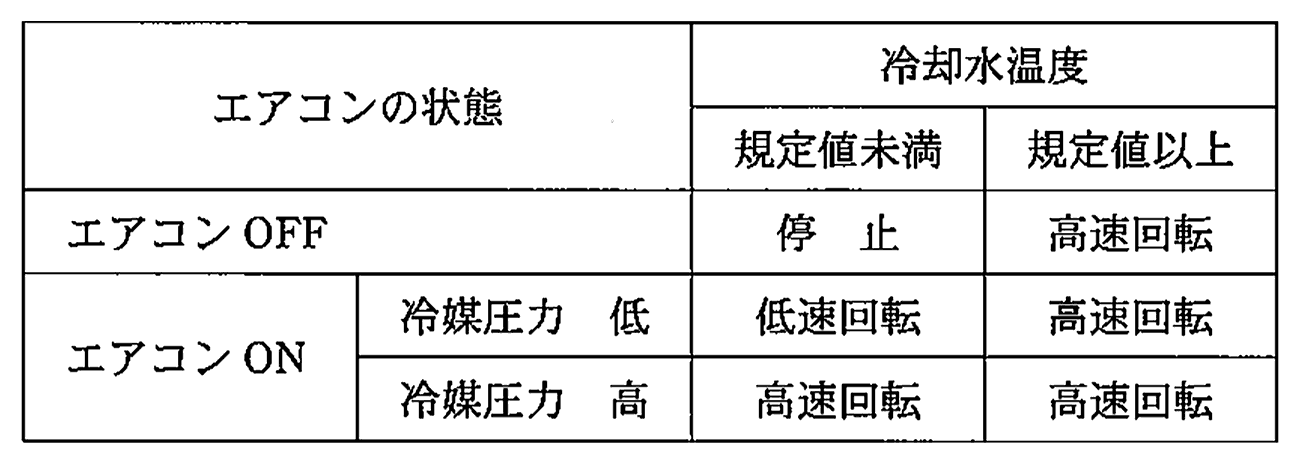 エアコンの状態
冷却水温度
規定値未満 規定値以上
エアコン OFF 停 止 高速回転
エアコン ON
冷媒圧力 低 低速回転 高速回転
冷媒圧力 高 高速回転 高速回転